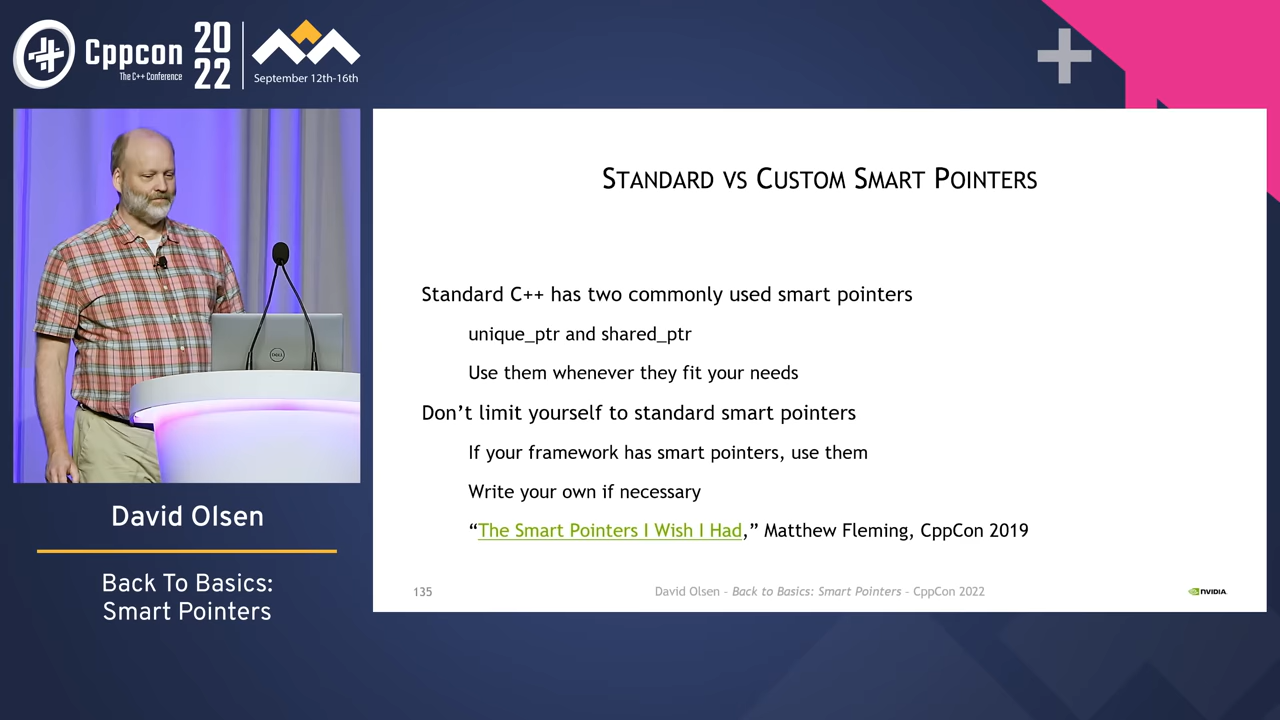 Cppcon
The C++ Conference
20
22
September 12th-16th
STANDARD VS CUSTOM SMART POINTERS
Standard C++ has two commonly used smart pointers
unique_ptr and shared_ptr
Use them whenever they fit your needs
Don’t limit yourself to standard smart pointers
If your framework has smart pointers, use them
Write your own if necessary
“The Smart Pointers I Wish I Had,” Matthew Fleming, CppCon 2019
135
David Olsen – Back to Basics: Smart Pointers – CppCon 2022
NVIDIA
DELL
David Olsen
Back To Basics:
Smart Pointers